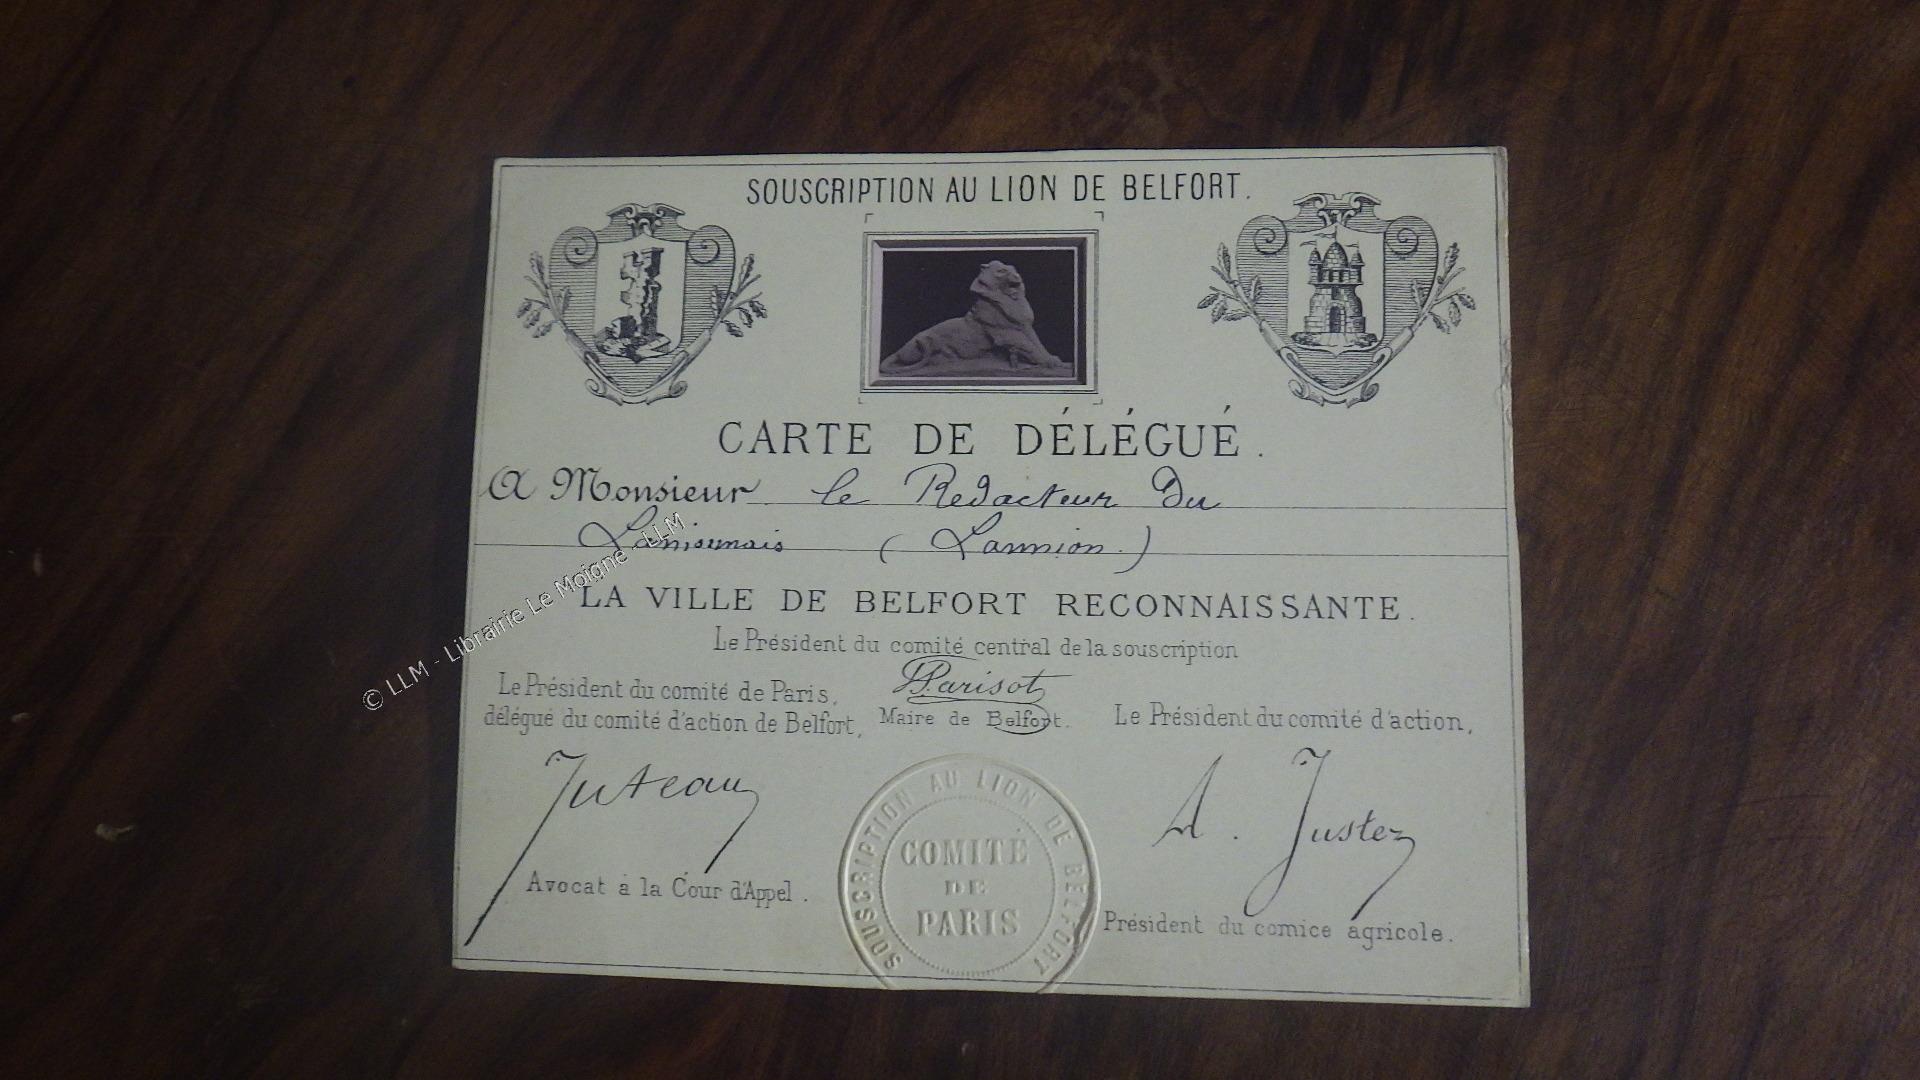 SOUSCRIPTION AU LION DE BELFORT.
CARTE DE DÉLÉGUÉ.
A Monsieur le Redacteur Du
Lannionnais (Lannion.)
LA VILLE DE BELFORT RECONNAISSANTE.
Le Président du comité central de la souscription
Parisot
Maire de Belfort.
Le Président du comité de Paris,
délégué du comité d'action de Belfort,
Juteau
Avocat à la Cour d'Appel.
Le Président du comité d'action,
A. Juster
Président du comice agricole.
SOUSCRIPTION AU LION DE BELFORT
COMITÉ
DE
PARIS
© LLM - Librairie Le Moigne - LLM